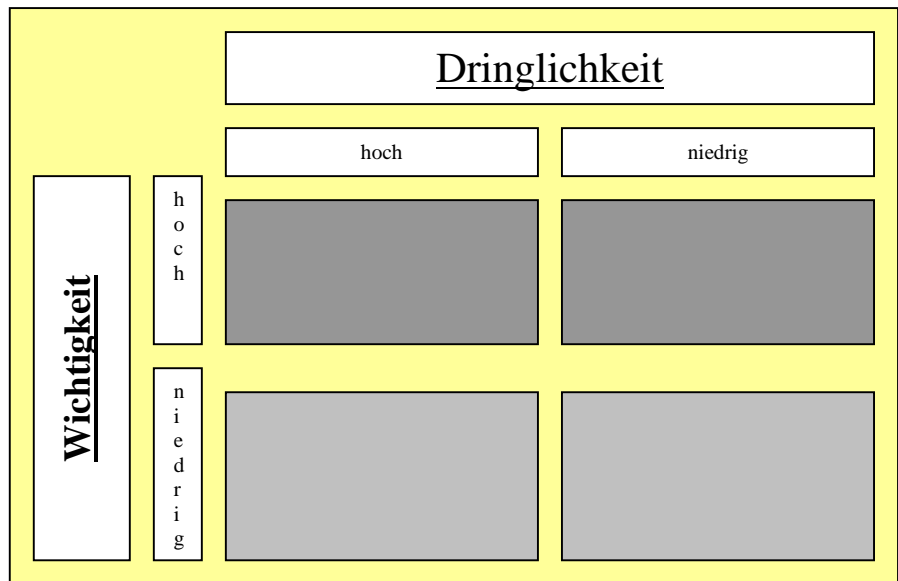 Dringlichkeit
hoch
niedrig
Wichtigkeit
hoch
niedrig